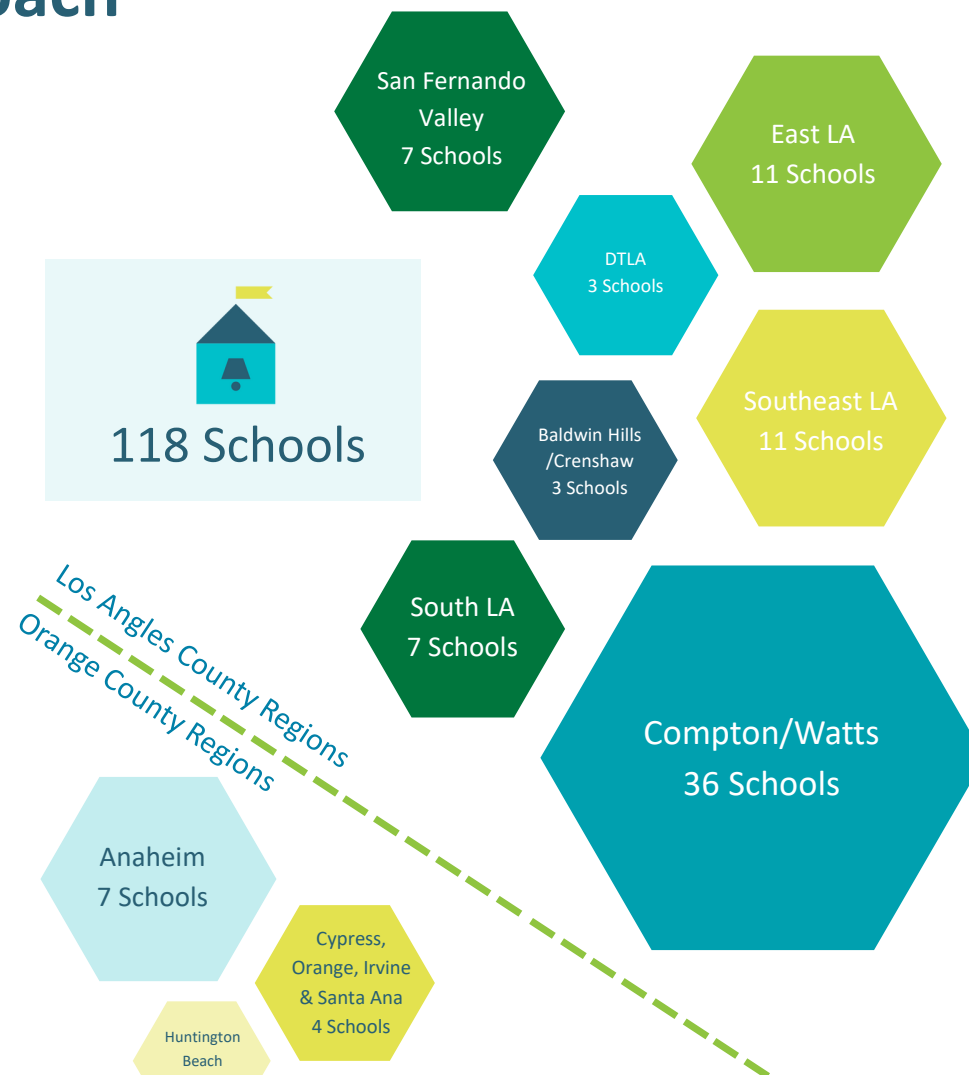 San Fernando
Valley
7 Schools
East LA
11 Schools
DTLA
3 Schools
118 Schools
Southeast LA
11 Schools
Baldwin Hills
/Crenshaw
3 Schools
South LA
7 Schools
Los Angles County Regions
Orange County Regions
Compton/Watts
36 Schools
Anaheim
7 Schools
Cypress,
Orange, Irvine
& Santa Ana
4 Schools
Huntington
Beach